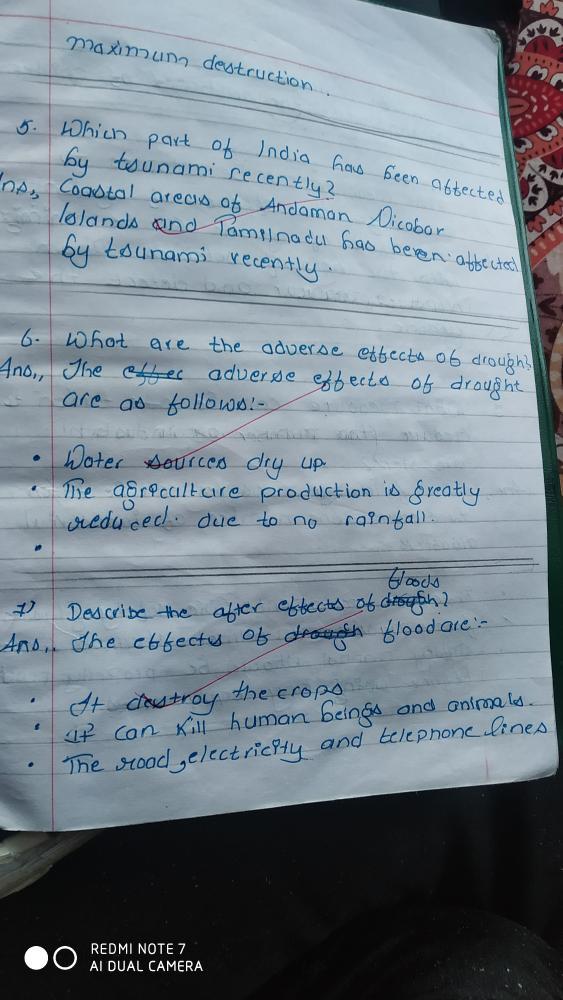 maximum destruction.
5. Which part of India has been affected
by tsunami recently?
Ans,, Coastal areas of Andaman Nicobar
Islands and Tamilnadu has been affected
by tsunami recently.
6. What are the adverse effects of drough?
Ans,, The effec adverse effects of drought
are as follows:-
• Water sources dry up
• The agreculture production is greatly
reduced. due to no rainfall.
•
floods
7) Describe the after effects of drough?
Ans,, The effects of drough flood are:-
• It destroy the crops
• It can kill human beings and animals.
• The road, electricity and telephone lines
REDMI NOTE 7
AI DUAL CAMERA